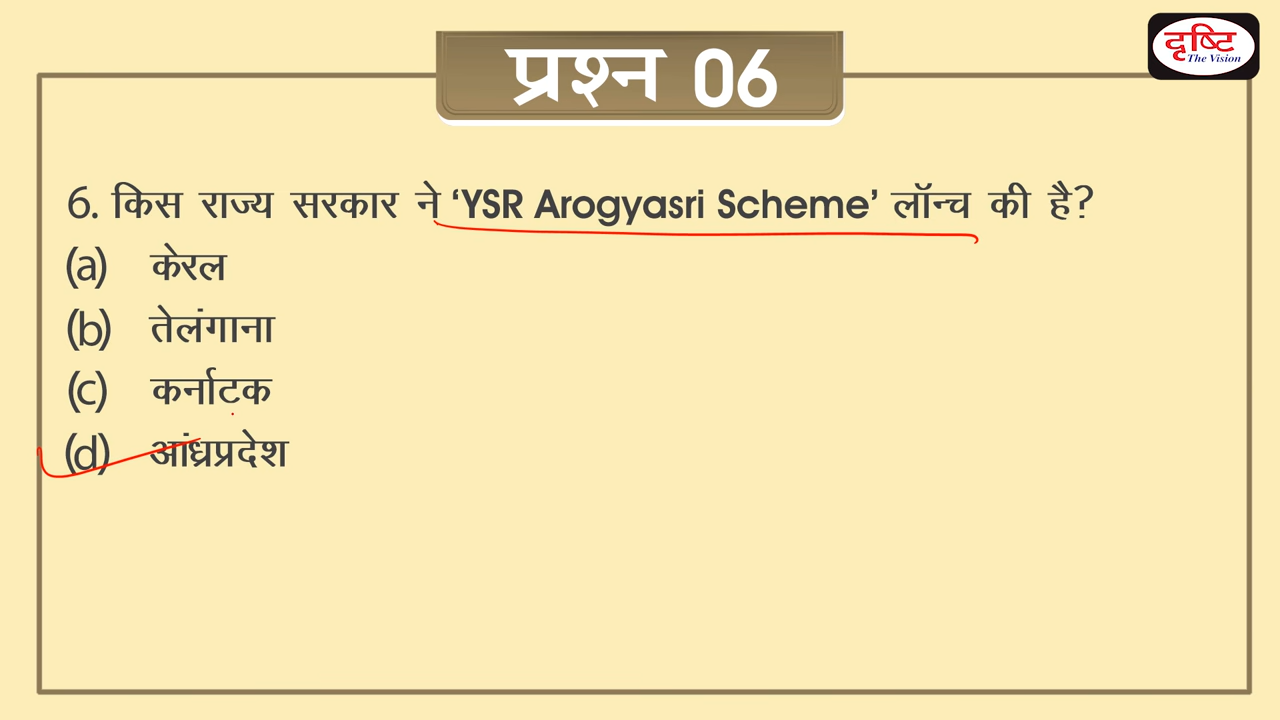 दृष्टि
The Vision
प्रश्न 06
6. किस राज्य सरकार ने ‘YSR Arogyasri Scheme’ लॉन्च की है?
(a) केरल
(b) तेलंगाना
(c) कर्नाटक
(d) आंध्रप्रदेश